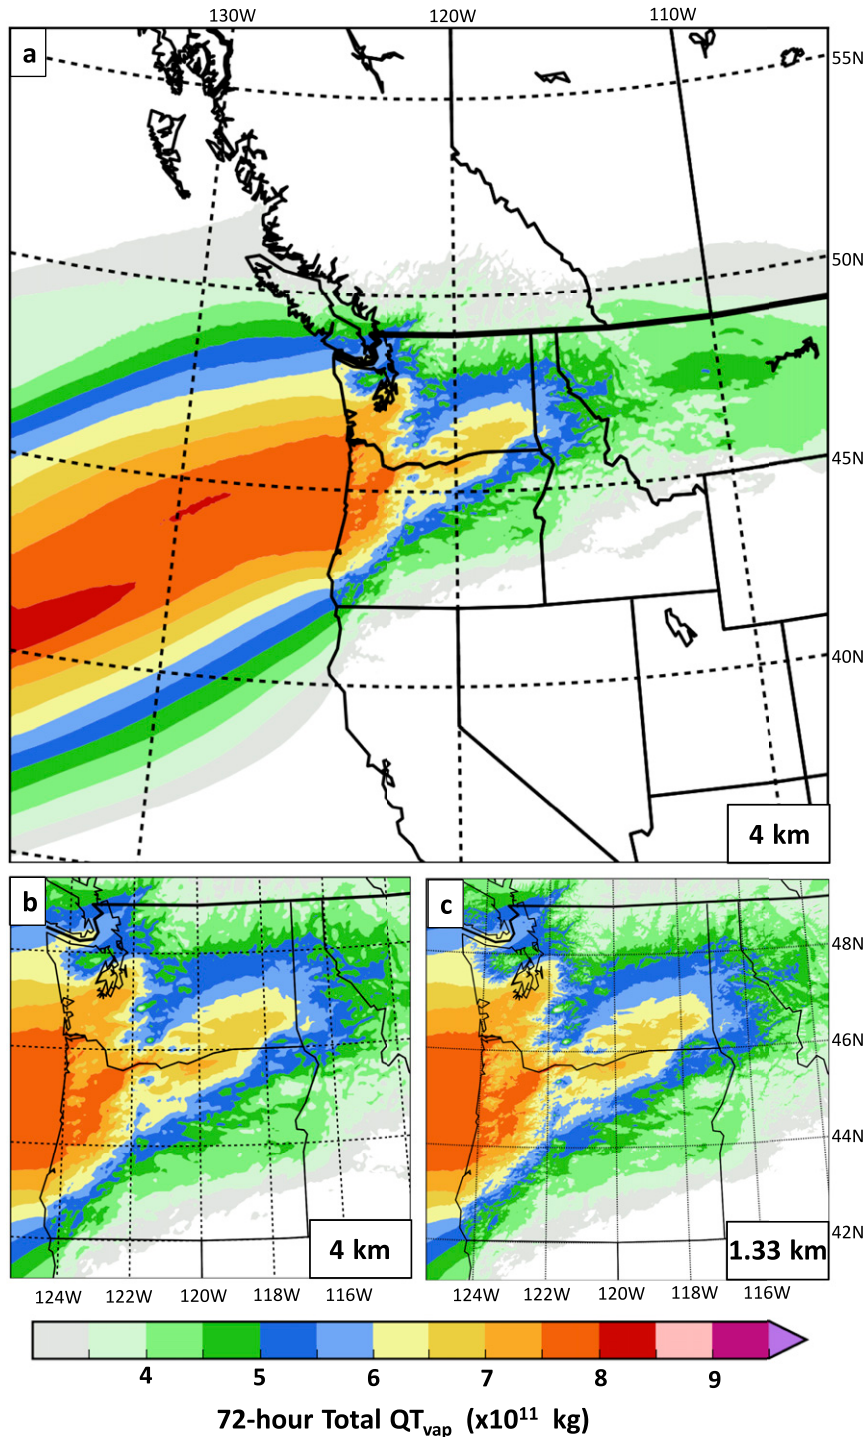 130W 120W 110W
a
55N
50N
45N
40N
4 km
b
c
48N
46N
44N
42N
4 km
1.33 km
124W 122W 120W 118W 116W
124W 122W 120W 118W 116W
4 5 6 7 8 9
72-hour Total QTvap (x10¹¹ kg)